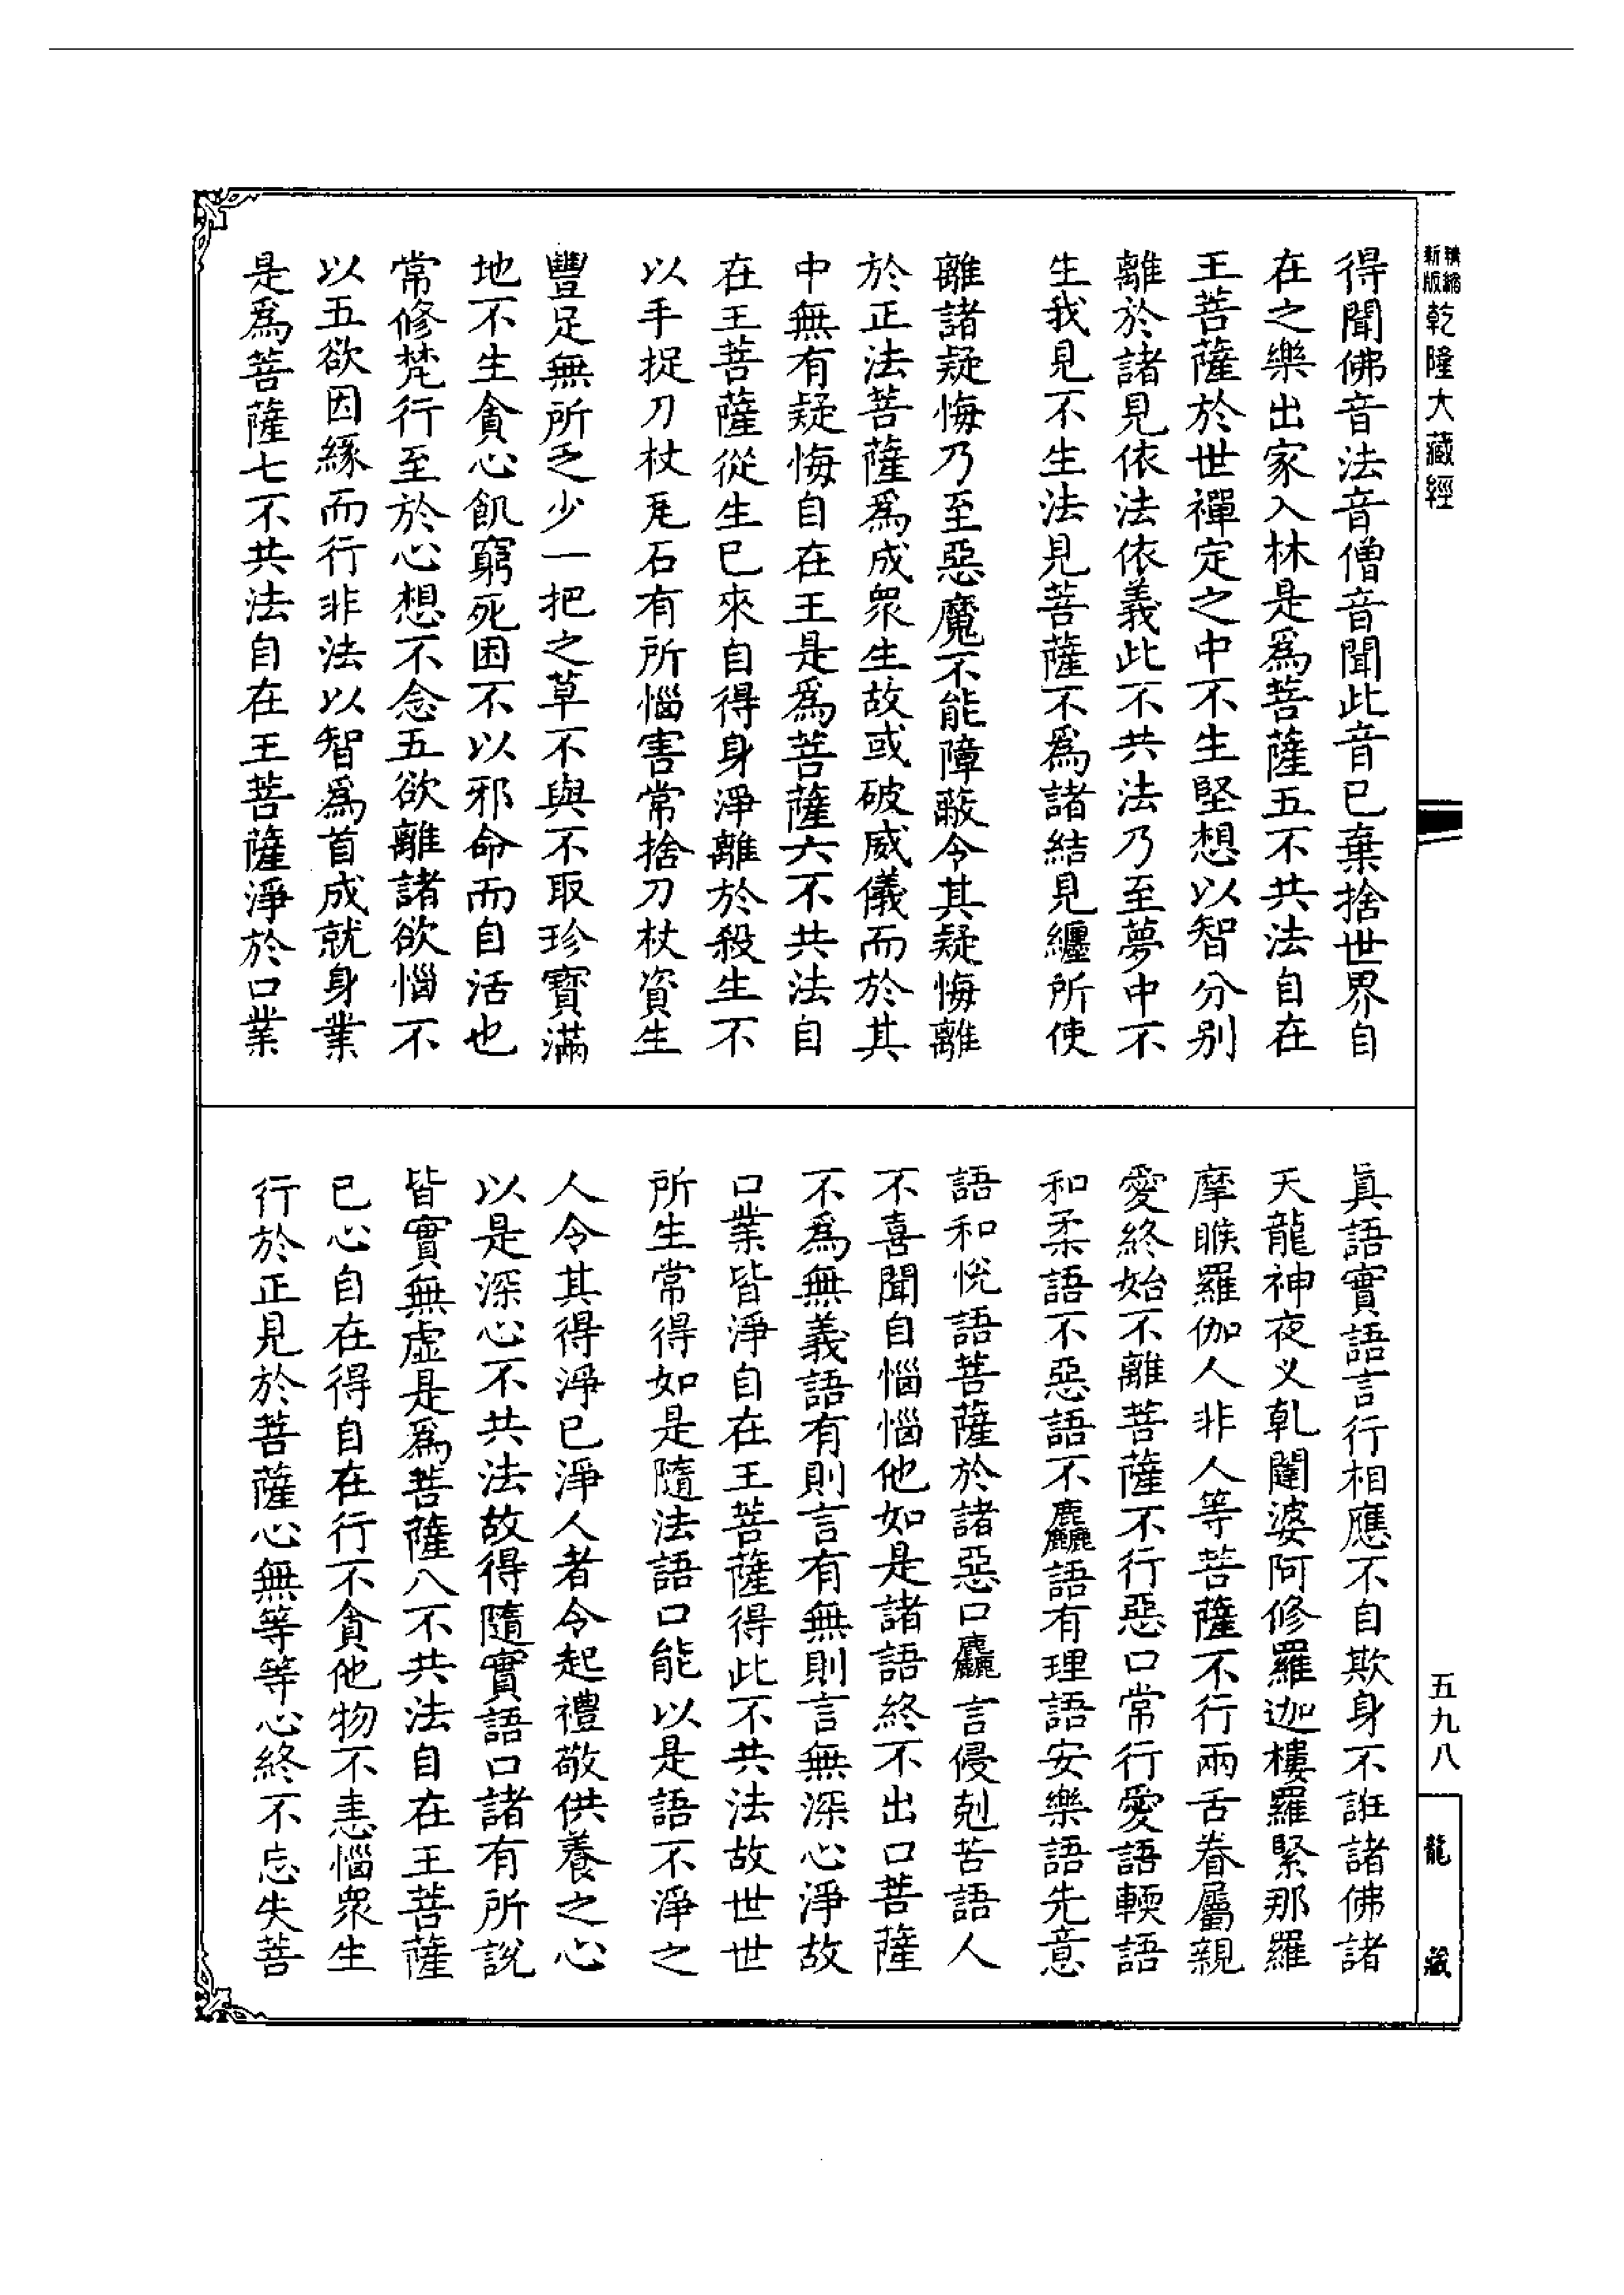 精縮新版乾隆大藏經
得聞佛音法音僧音聞此音已棄捨世界自
在之樂出家入林是爲菩薩五不共法自在
王菩薩於世禪定之中不生堅想以智分别
離於諸見依法依義此不共法乃至夢中不
生我見不生法見菩薩不爲諸結見纏所使
離諸疑悔乃至惡魔不能障蔽令其疑悔離
於正法菩薩爲成衆生故或破威儀而於其
中無有疑悔自在王是爲菩薩六不共法自
在王菩薩從生已來自得身淨離於殺生不
以手捉刀杖瓦石有所惱害常捨刀杖資生
豐足無所乏少一把之草不與不取珍寶滿
地不生貪心飢窮死困不以邪命而自活也
常修梵行至於心想不念五欲離諸欲惱不
以五欲因緣而行非法以智爲首成就身業
是爲菩薩七不共法自在王菩薩淨於口業
真語實語言行相應不自欺身不誑諸佛諸
天龍神夜叉乹闥婆阿修羅迦樓羅緊那羅
摩睺羅伽人非人等菩薩不行兩舌眷屬親
愛終始不離菩薩不行惡口常行愛語輭語
和柔語不惡語不麤語有理語安樂語先意
語和悅語菩薩於諸惡口麤言侵剋苦語人
不喜聞自惱惱他如是諸語終不出口菩薩
不爲無義語有則言有無則言無深心淨故
口業皆淨自在王菩薩得此不共法故世世
所生常得如是隨法語口能以是語不淨之
人令其得淨已淨人者令起禮敬供養之心
以是深心不共法故得隨實語口諸有所說
皆實無虛是爲菩薩八不共法自在王菩薩
已心自在得自在行不貪他物不恚惱衆生
行於正見於菩薩心無等等心終不忘失菩
五九八
龍藏